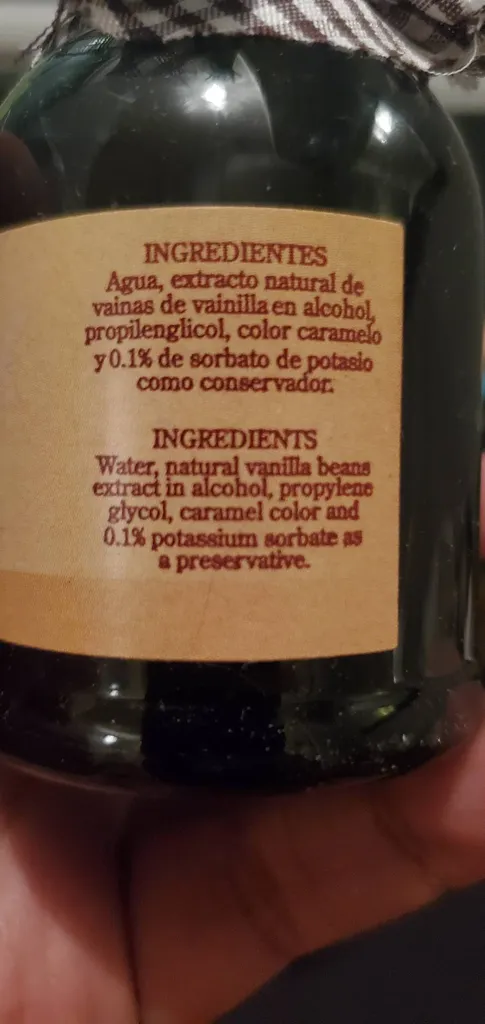 INGREDIENTES
Agua, extracto natural de
vainas de vainilla en alcohol,
propilenglicol, color caramelo
y 0.1% de sorbato de potasio
como conservador.
INGREDIENTS
Water, natural vanilla beans
extract in alcohol, propylene
glycol, caramel color and
0.1% potassium sorbate as
a preservative.